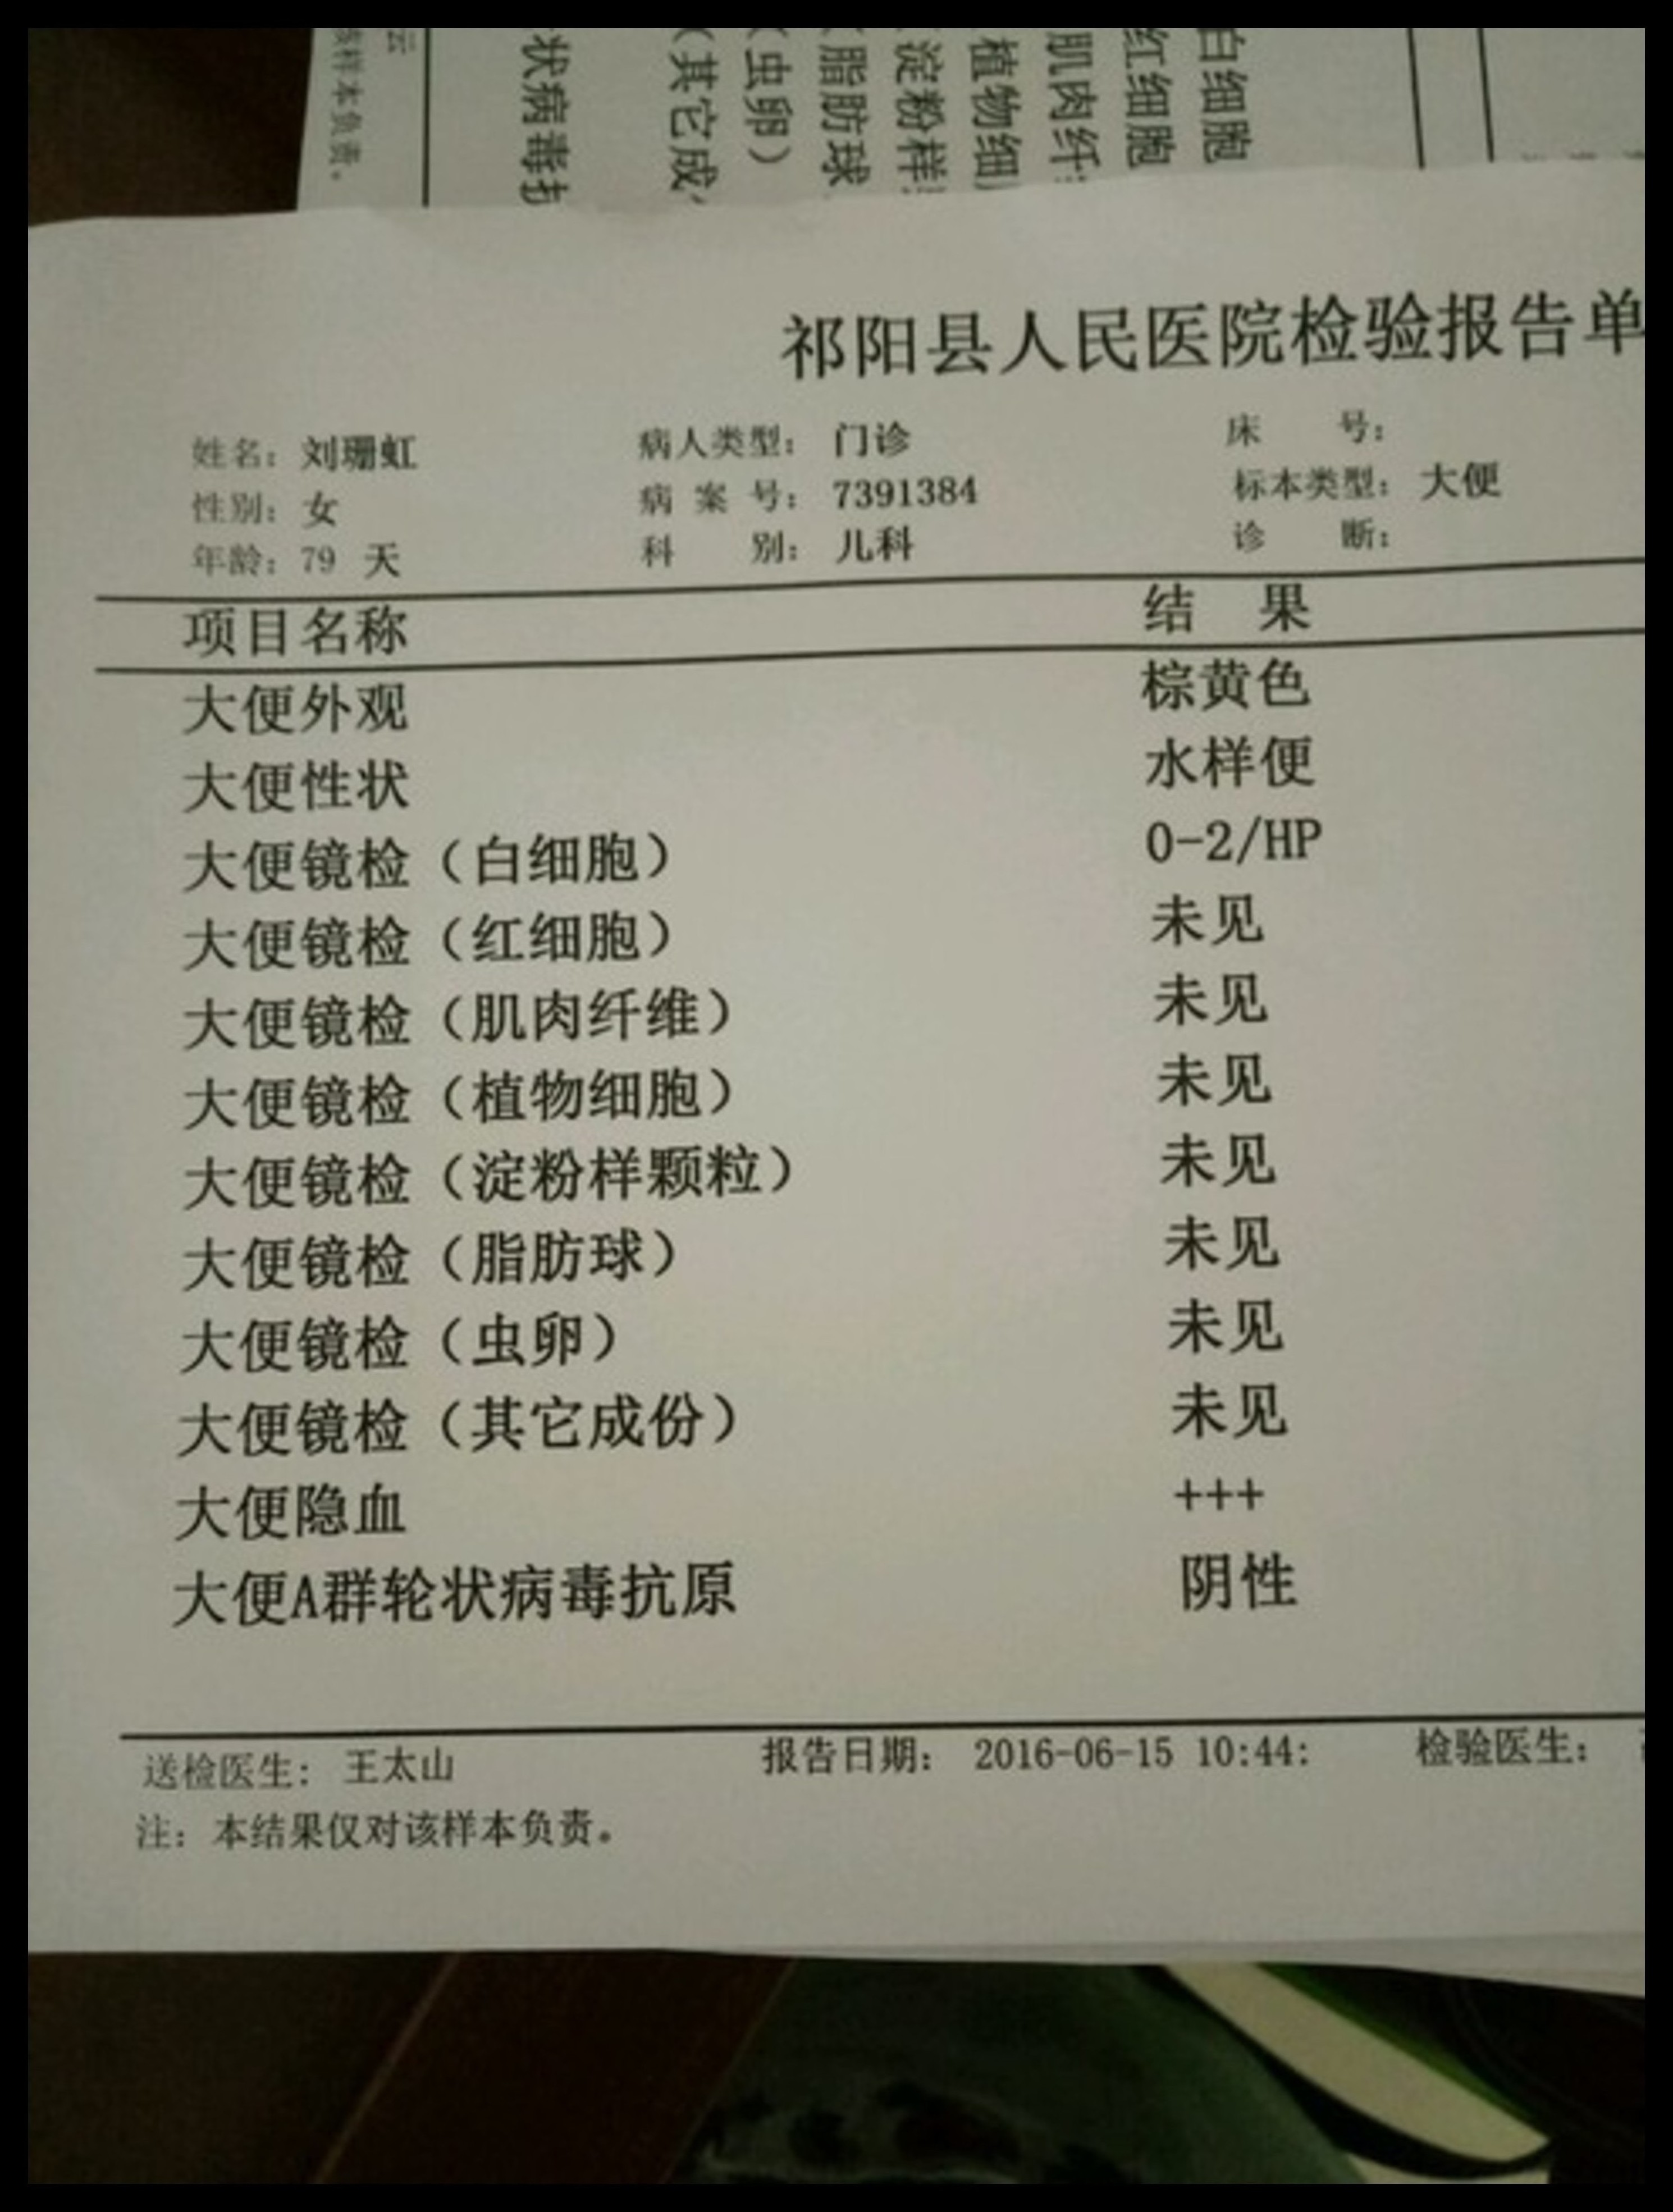 云
该样本负责。
状病毒抗
（其它成
（虫卵）
脂肪球
淀粉样
植物细
肌肉纤
红细胞
白细胞
祁阳县人民医院检验报告单
姓名：刘珊虹 病人类型：门诊 床 号：
性别：女 病 案 号：7391384 标本类型：大便
年龄：79 天 科 别：儿科 诊 断：
项目名称 结 果
大便外观 棕黄色
大便性状 水样便
大便镜检（白细胞） 0-2/HP
大便镜检（红细胞） 未见
大便镜检（肌肉纤维） 未见
大便镜检（植物细胞） 未见
大便镜检（淀粉样颗粒） 未见
大便镜检（脂肪球） 未见
大便镜检（虫卵） 未见
大便镜检（其它成份） 未见
大便隐血 +++
大便A群轮状病毒抗原 阴性
送检医生：王太山 报告日期： 2016-06-15 10:44: 检验医生：
注：本结果仅对该样本负责。